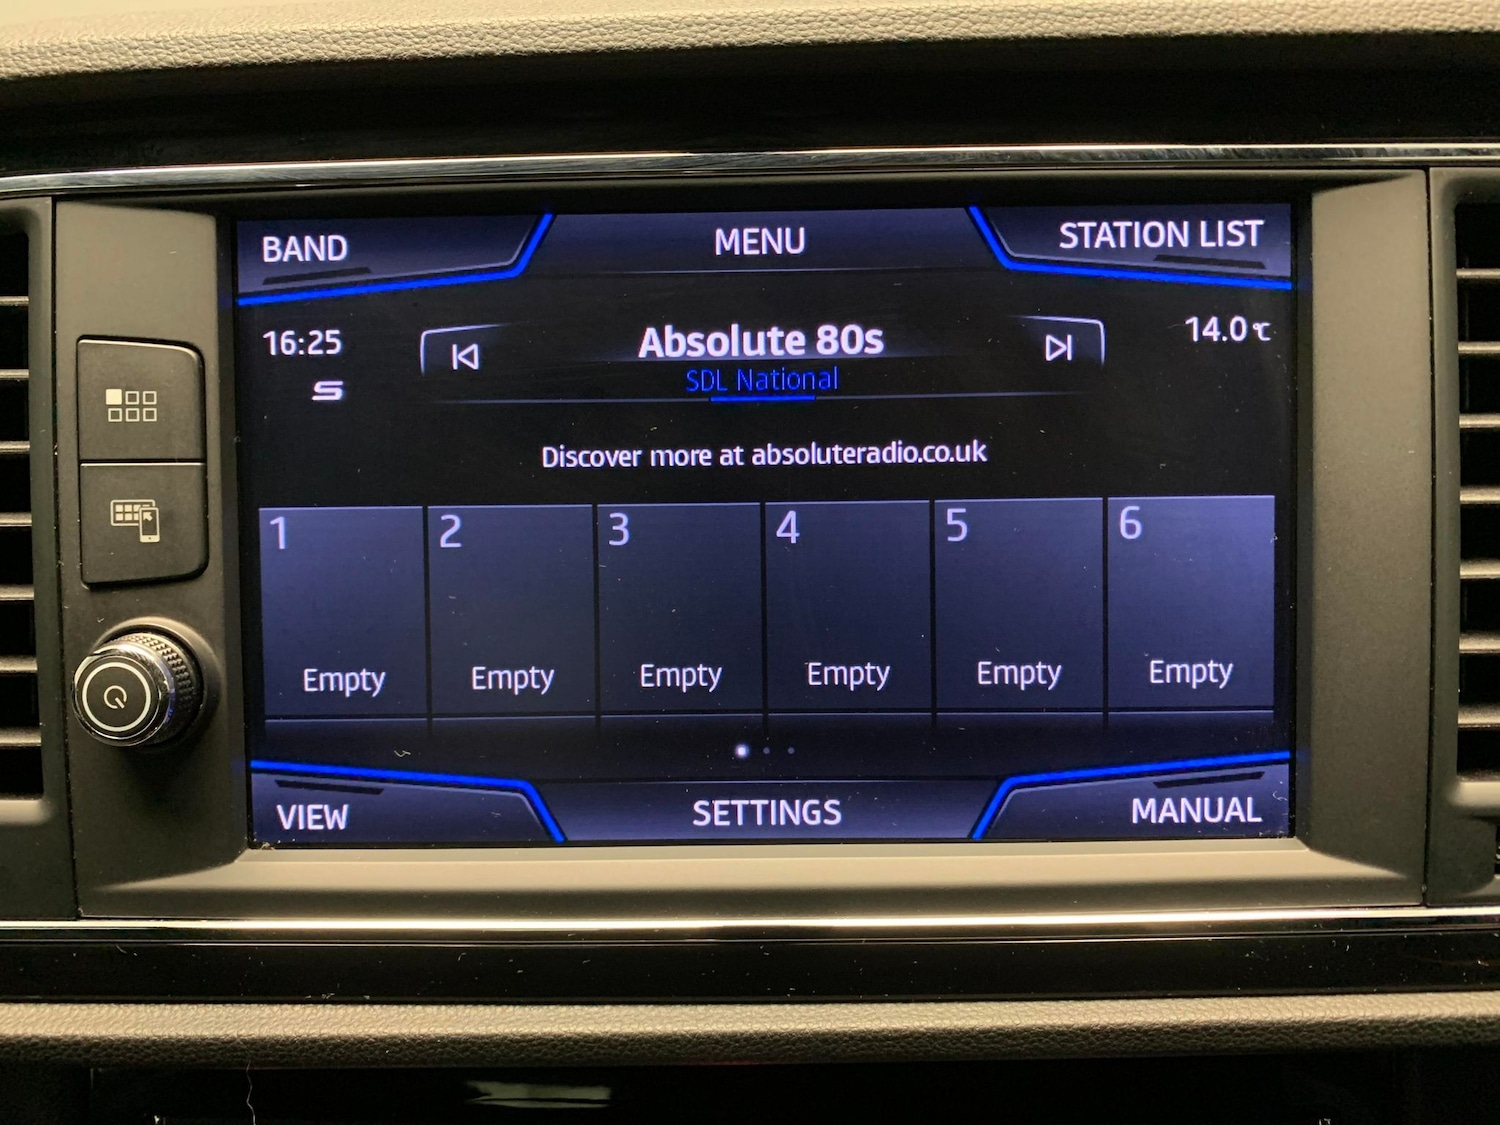 BAND
MENU
STATION LIST
16:25
Absolute 80s
14.0 °C
S
SDL National
Discover more at absoluteradio.co.uk
1
2
3
4
5
6
Empty
Empty
Empty
Empty
Empty
Empty
VIEW
SETTINGS
MANUAL